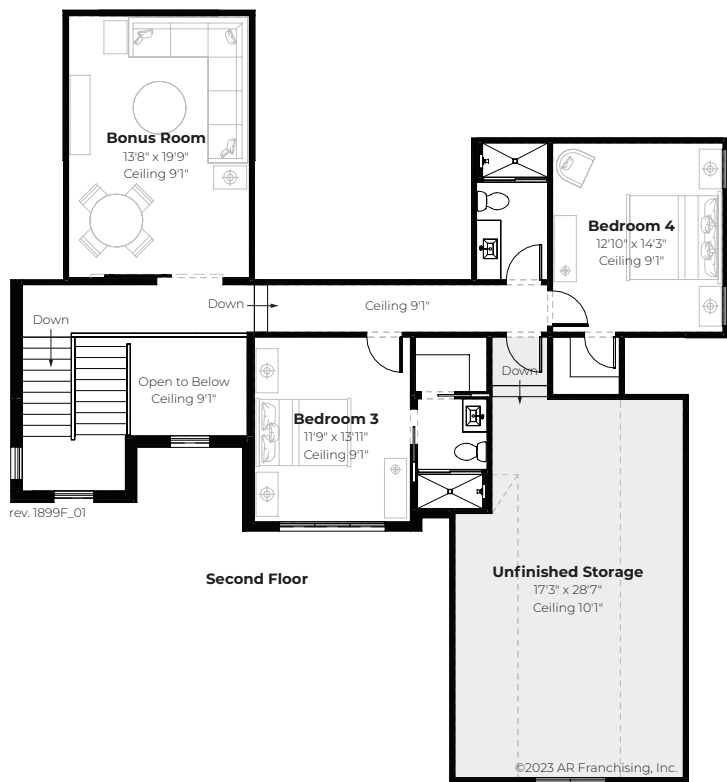 Bonus Room
13'8" x 19'9"
Ceiling 9'1"
Bedroom 4
12'10" x 14'3"
Ceiling 9'1"
Down
Ceiling 9'1"
Down
Down
Open to Below
Ceiling 9'1"
Bedroom 3
11'9" x 13'11"
Ceiling 9'1"
rev. 1899F_01
Second Floor
Unfinished Storage
17'3" x 28'7"
Ceiling 10'1"
©2023 AR Franchising, Inc.